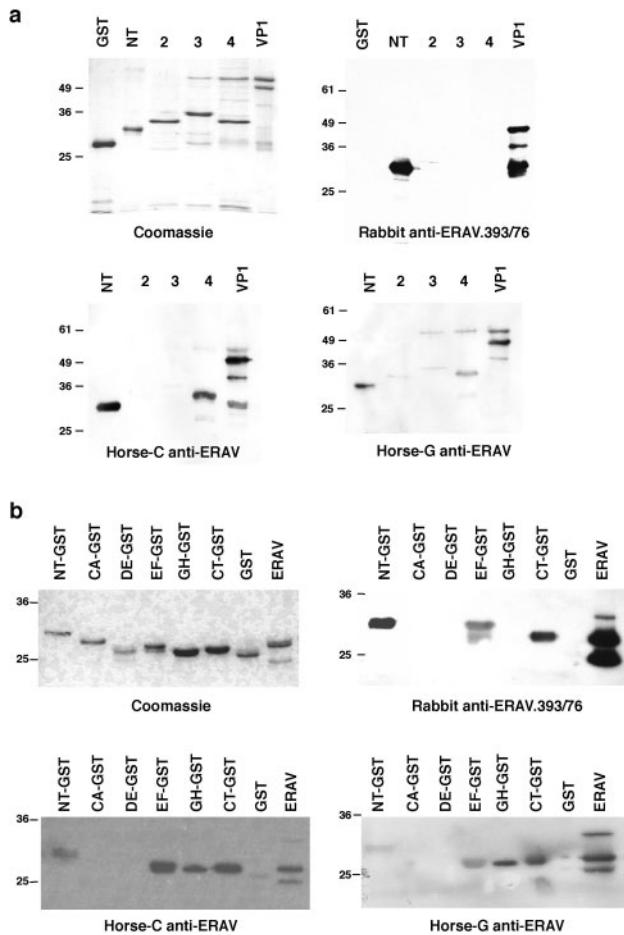 a
GST NT 2 3 4 VP1
49
36
25
Coomassie
GST NT 2 3 4 VP1
61
49
36
25
Rabbit anti-ERAV.393/76
NT 2 3 4 VP1
61
49
36
25
Horse-C anti-ERAV
NT 2 3 4 VP1
61
49
36
25
Horse-G anti-ERAV
b
NT-GST CA-GST DE-GST EF-GST GH-GST CT-GST GST ERAV
36
25
Coomassie
NT-GST CA-GST DE-GST EF-GST GH-GST CT-GST GST ERAV
36
25
Rabbit anti-ERAV.393/76
NT-GST CA-GST DE-GST EF-GST GH-GST CT-GST GST ERAV
36
25
Horse-C anti-ERAV
NT-GST CA-GST DE-GST EF-GST GH-GST CT-GST GST ERAV
36
25
Horse-G anti-ERAV